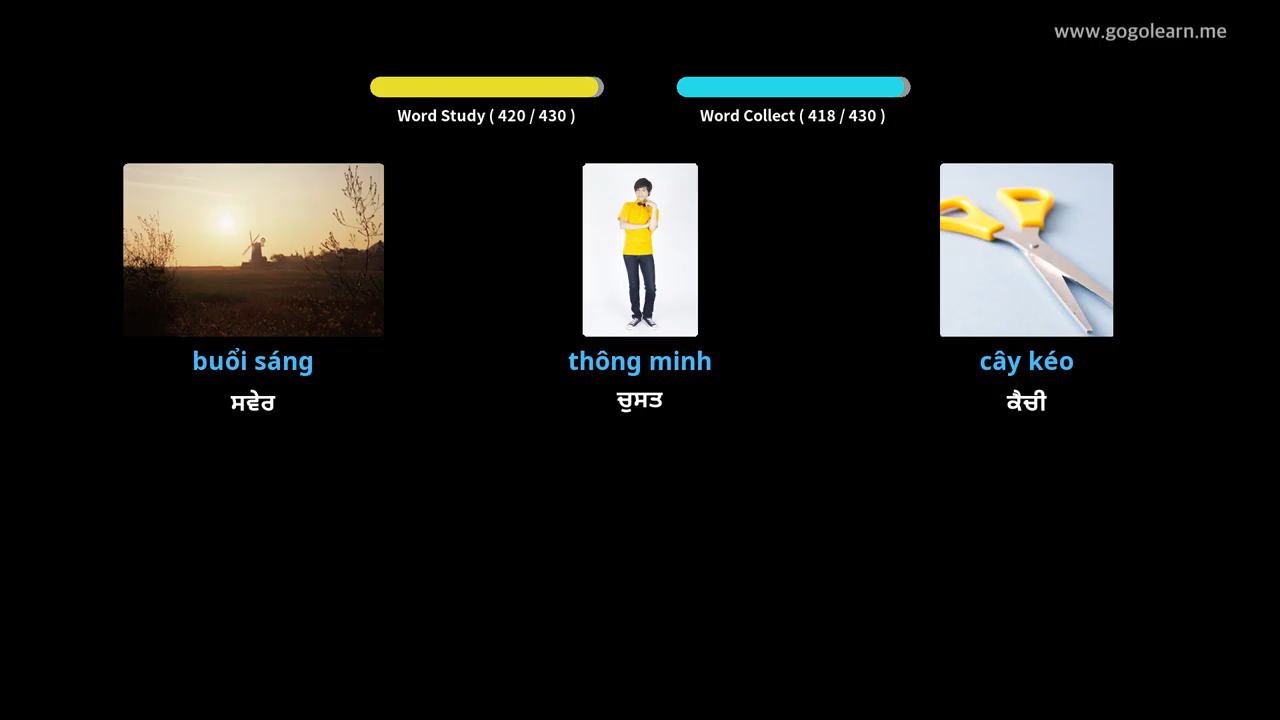 www.gogolearn.me
Word Study ( 420 / 430 )
Word Collect ( 418 / 430 )
buổi sáng
thông minh
cây kéo
ਸਵੇਰ
ਚੁਸਤ
ਕੈਚੀ